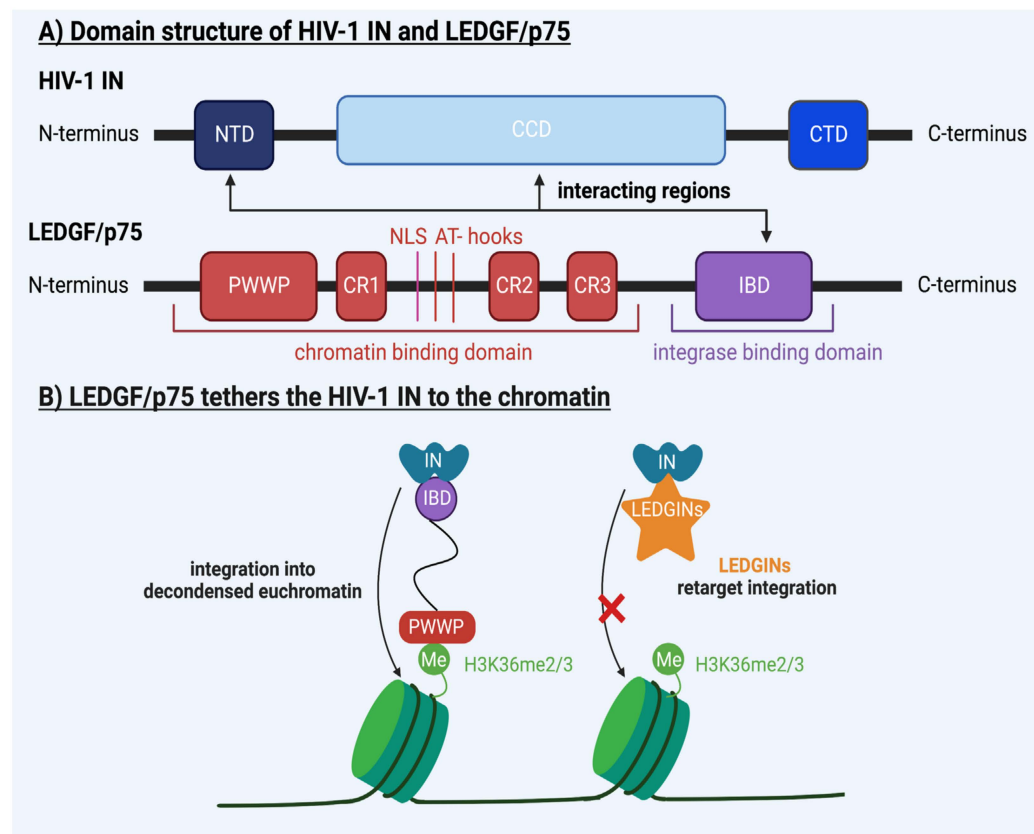 A) Domain structure of HIV-1 IN and LEDGF/p75
HIV-1 IN
N-terminus NTD CCD CTD C-terminus
interacting regions
LEDGF/p75
NLS AT- hooks
N-terminus PWWP CR1 CR2 CR3 IBD C-terminus
chromatin binding domain integrase binding domain
B) LEDGF/p75 tethers the HIV-1 IN to the chromatin
IN
IBD
integration into
decondensed euchromatin
PWWP
Me H3K36me2/3
IN
LEDGINs
LEDGINs
retarget integration
Me H3K36me2/3